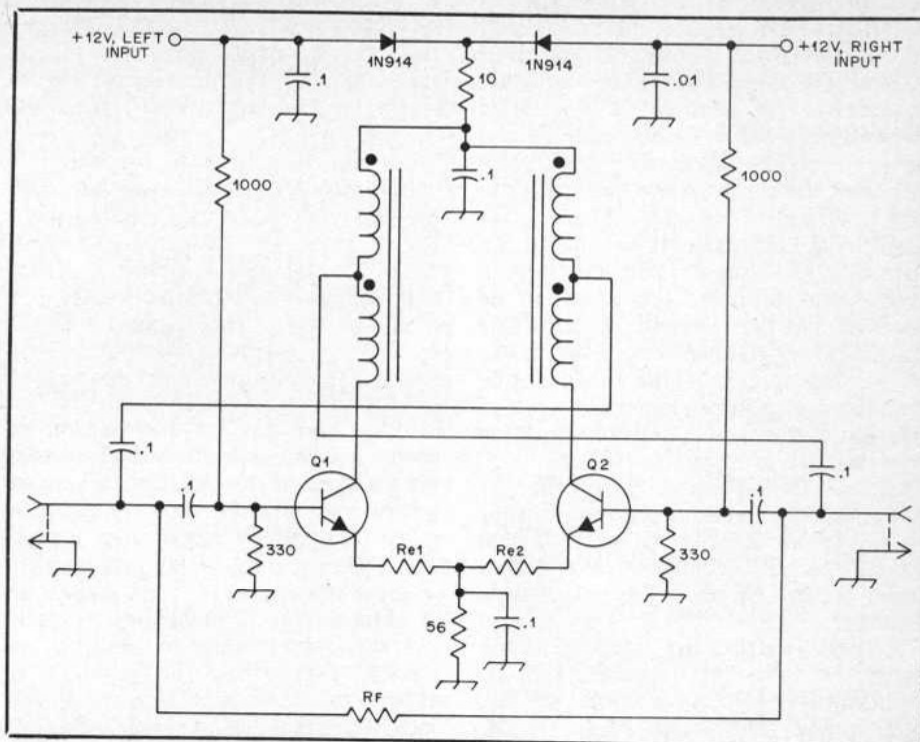 +12V, LEFT
INPUT
1N914
1N914
+12V, RIGHT
INPUT
.1
10
.01
1000
.1
1000
.1
.1
Q1
Q2
.1
.1
330
Re1
Re2
330
56
.1
RF